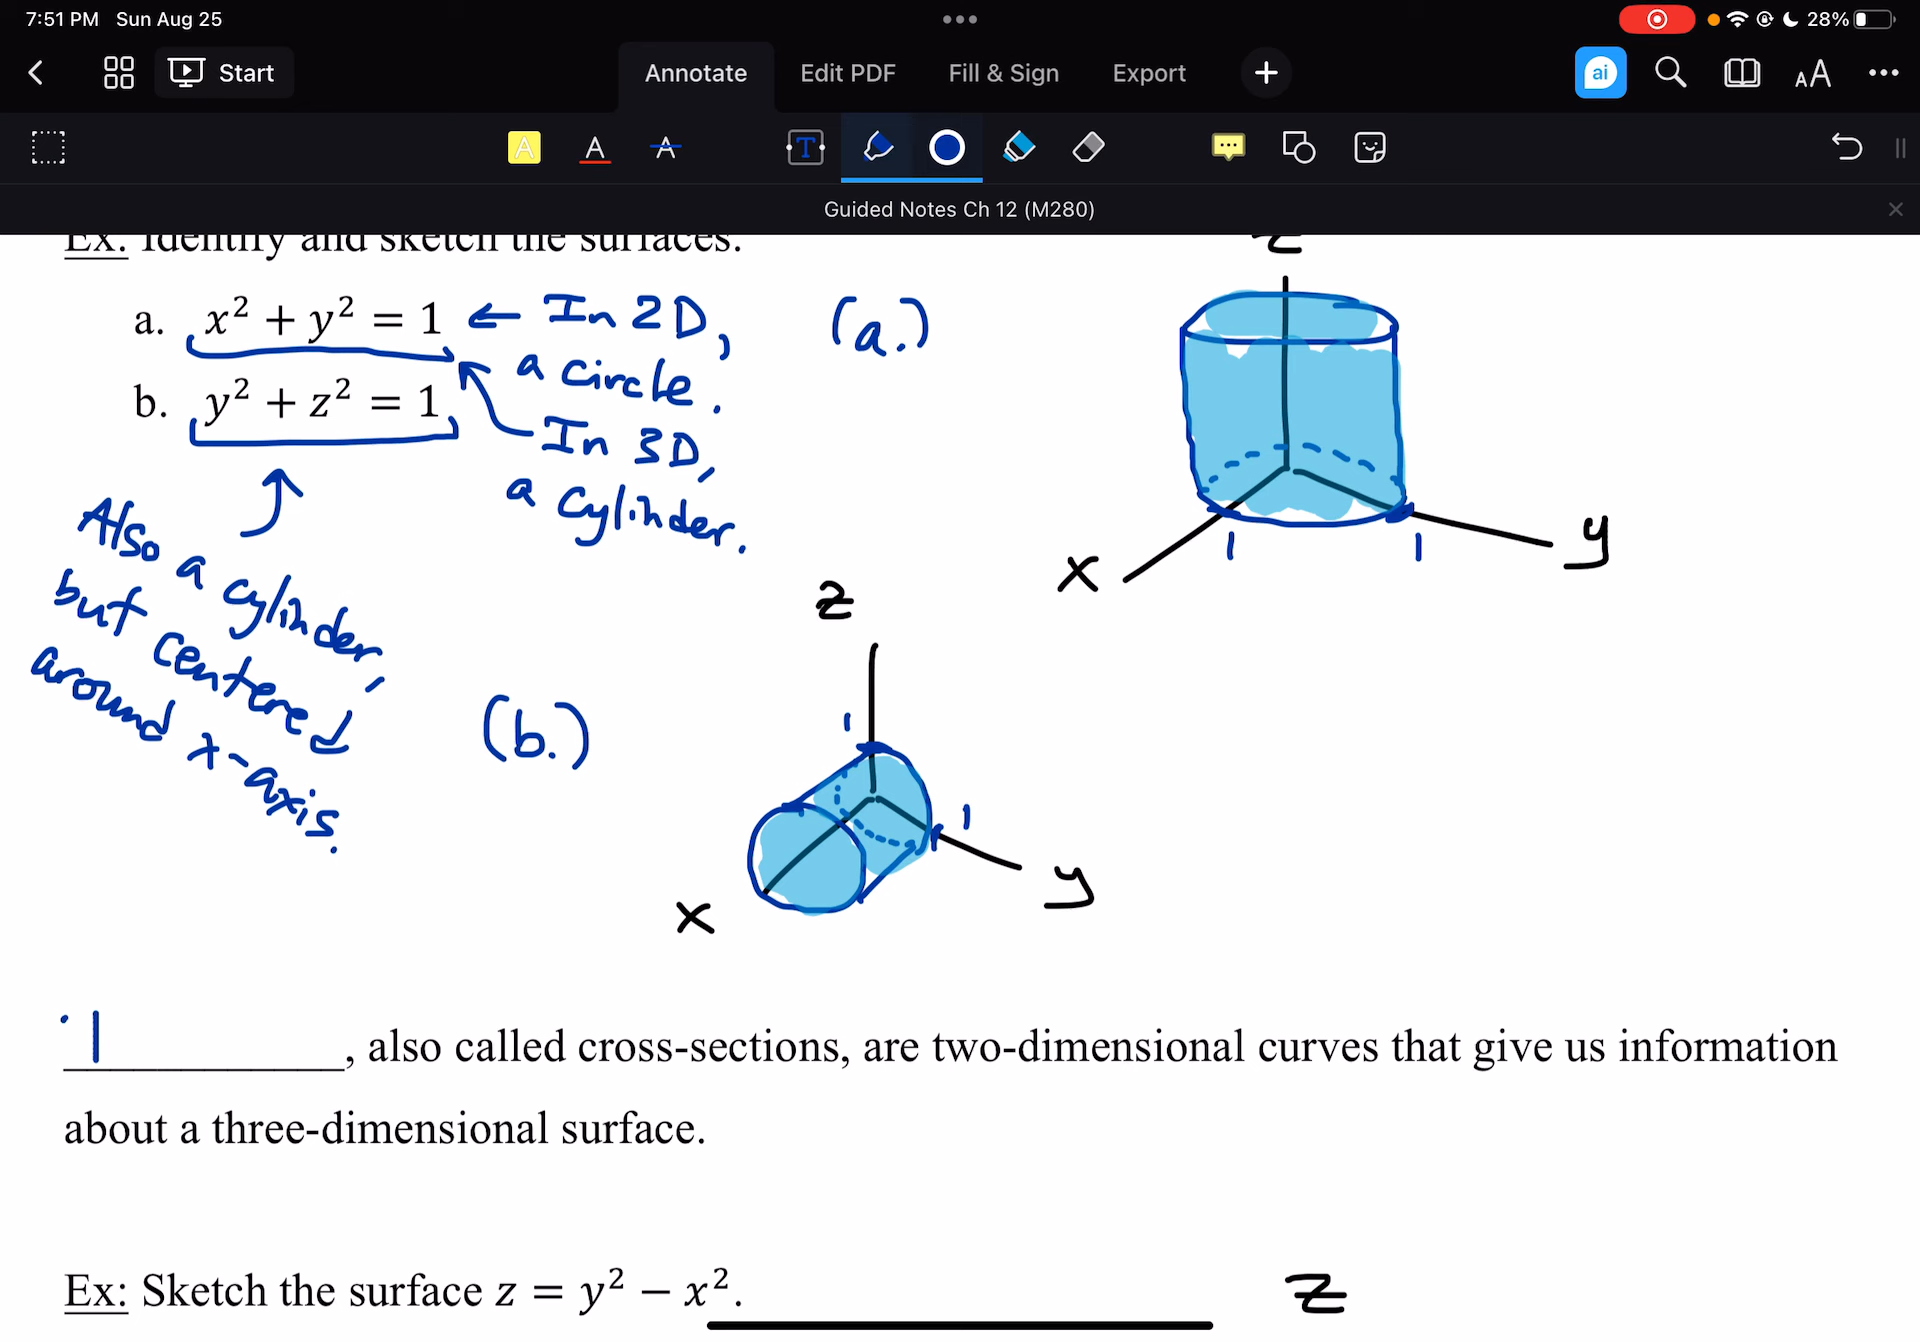 7:51 PM Sun Aug 25
28%
Start
Annotate
Edit PDF
Fill & Sign
Export
ai
AA
A
A
A
T
Guided Notes Ch 12 (M280)
Ex: Identify and sketch the surfaces.
a. x² + y² = 1
← In 2D,
a circle.
b. y² + z² = 1
In 3D,
a cylinder.
Also a cylinder,
but centered
around x-axis.
(a.)
z
x
1
1
y
(b.)
z
1
1
y
x
____________, also called cross-sections, are two-dimensional curves that give us information
about a three-dimensional surface.
Ex: Sketch the surface z = y² − x².
z